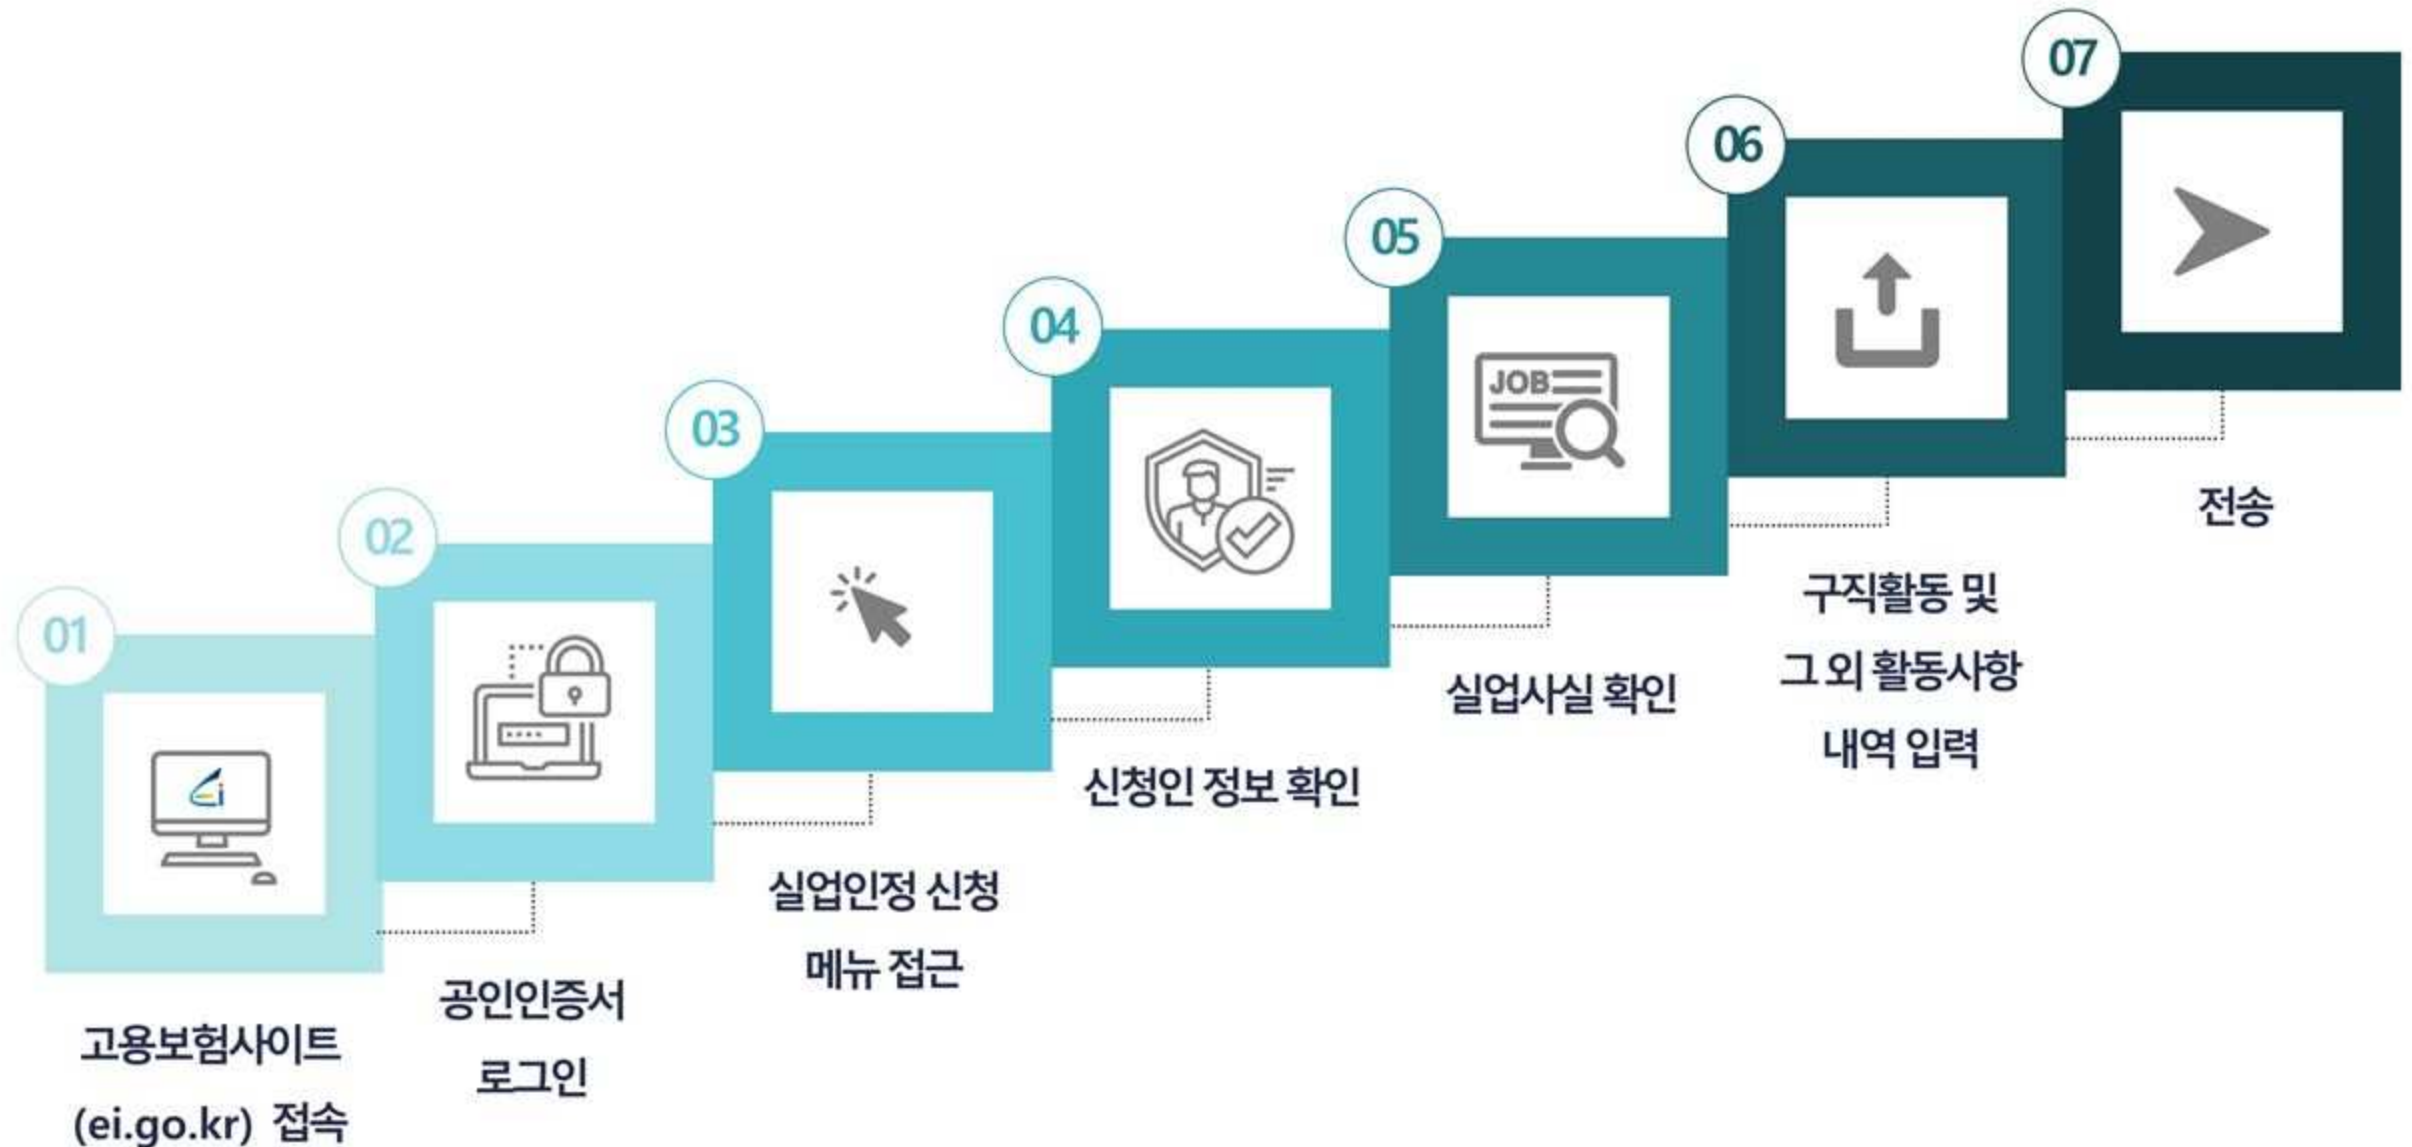 01
고용보험사이트
(ei.go.kr) 접속
02
공인인증서
로그인
03
실업인정 신청
메뉴 접근
04
신청인 정보 확인
05
JOB
실업사실 확인
06
구직활동 및
그 외 활동사항
내역 입력
07
전송